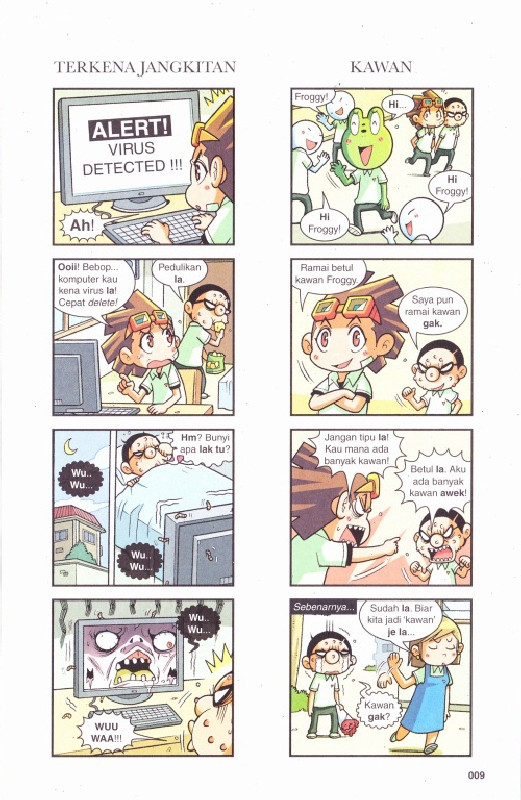 TERKENA JANGKITAN
ALERT!
VIRUS
DETECTED !!!
Ah!
Ooiii! Bebop...
komputer kau
kena virus la!
Cepat delete!
Pedulikan
la.
Hm? Bunyi
apa lak tu?
Wu..
Wu...
Wu..
Wu...
Wu..
Wu...
WUU
WAA!!!
KAWAN
Froggy!
Hi...
Hi
Froggy!
Hi
Froggy!
Ramai betul
kawan Froggy.
Saya pun
ramai kawan
gak.
Jangan tipu la!
Kau mana ada
banyak kawan!
Betul la. Aku
ada banyak
kawan awek!
Sebenarnya...
Sudah la. Biar
kita jadi 'kawan'
je la...
Kawan
gak?
009